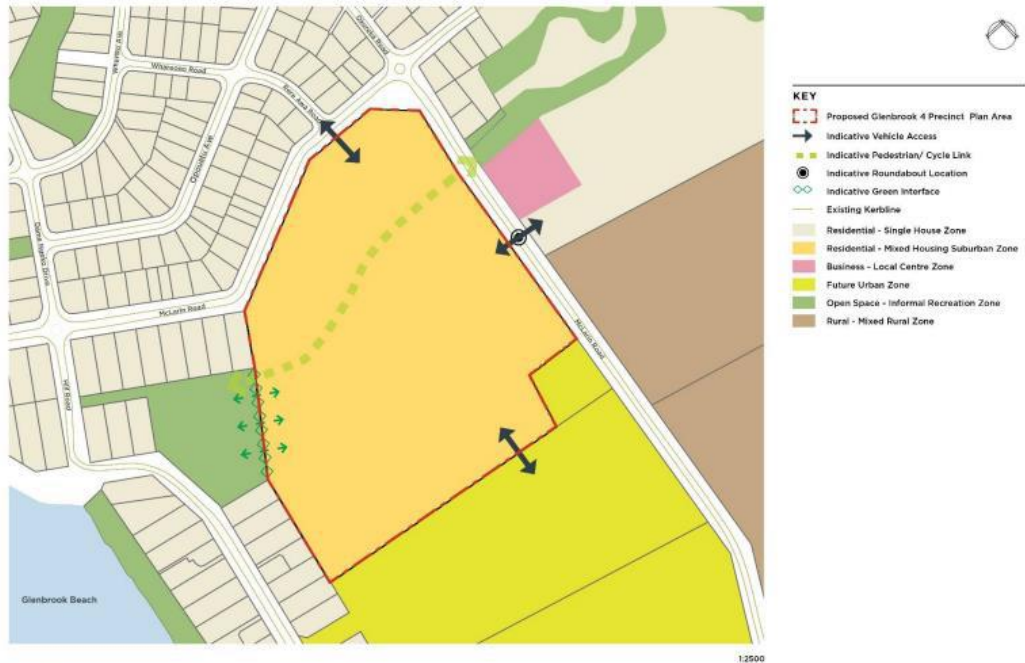 Whareroa Road
McLarin Road
Hill Road
McLarin Road
Glenbrook Beach
KEY
Proposed Glenbrook 4 Precinct Plan Area
Indicative Vehicle Access
Indicative Pedestrian/ Cycle Link
Indicative Roundabout Location
Indicative Green Interface
Existing Kerbline
Residential - Single House Zone
Residential - Mixed Housing Suburban Zone
Business - Local Centre Zone
Future Urban Zone
Open Space - Informal Recreation Zone
Rural - Mixed Rural Zone
1:2500